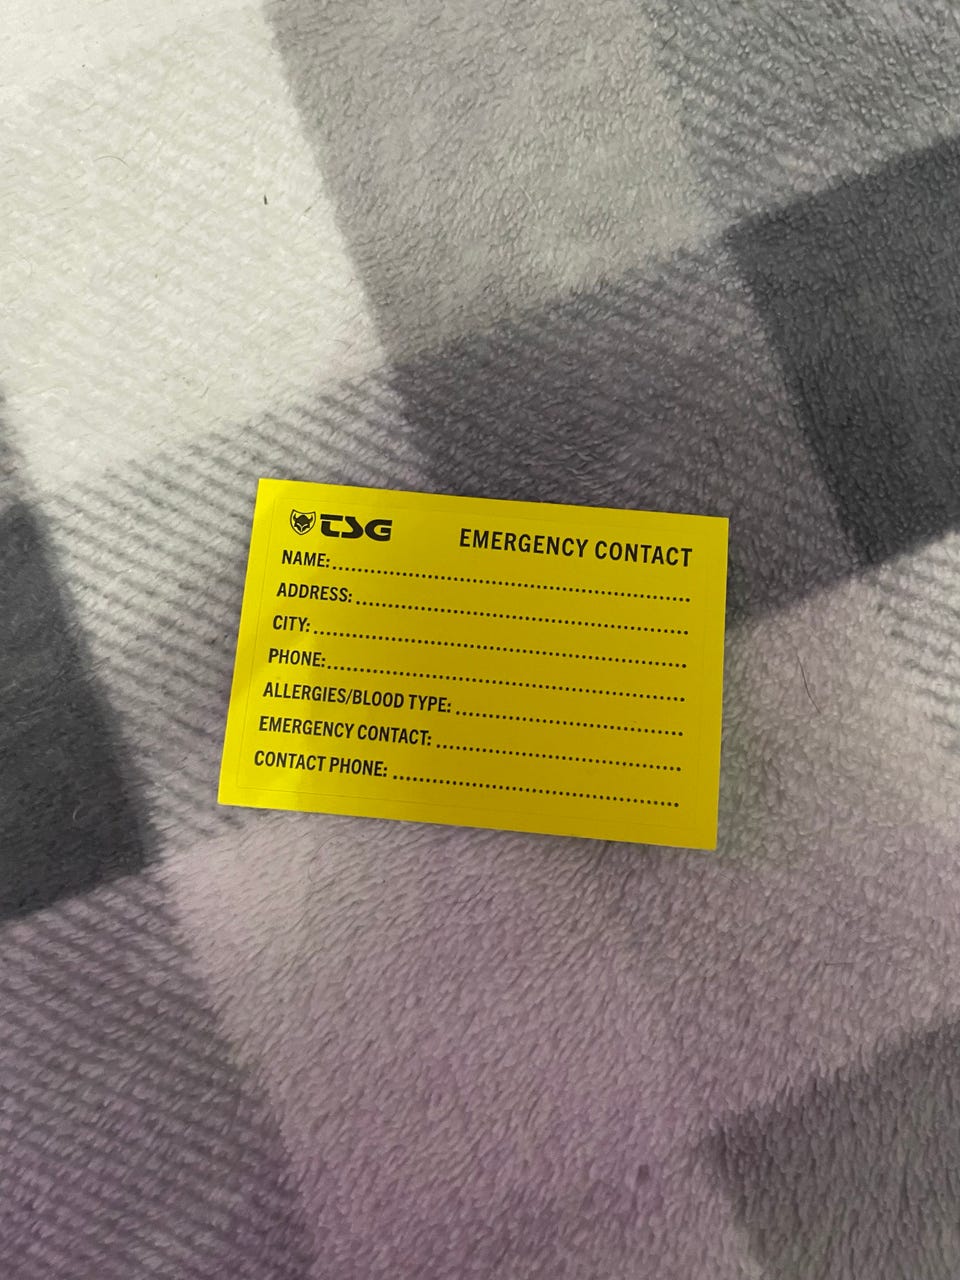 TSG EMERGENCY CONTACT
NAME:
ADDRESS:
CITY:
PHONE:
ALLERGIES/BLOOD TYPE:
EMERGENCY CONTACT:
CONTACT PHONE: